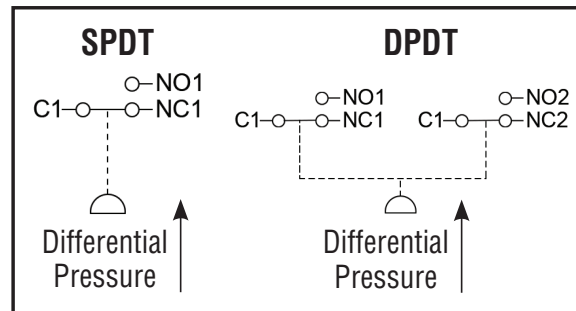 SPDT
NO1
C1 NC1
Differential
Pressure
DPDT
NO1
C1 NC1
NO2
C1 NC2
Differential
Pressure